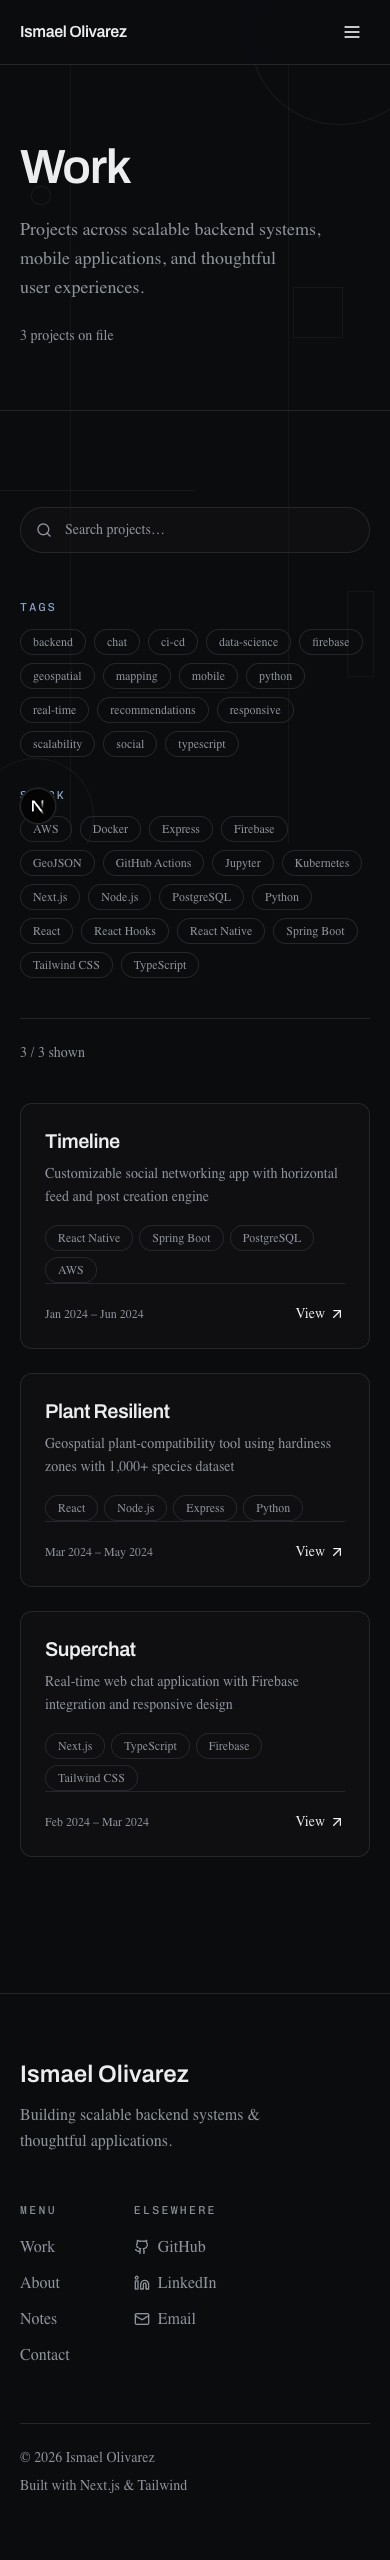 Ismael Olivarez
Work
Projects across scalable backend systems,
mobile applications, and thoughtful
user experiences.
3 projects on file
Search projects…
TAGS
backend chat ci-cd data-science firebase
geospatial mapping mobile python
real-time recommendations responsive
scalability social typescript
N
AWS Docker Express Firebase
GeoJSON GitHub Actions Jupyter Kubernetes
Next.js Node.js PostgreSQL Python
React React Hooks React Native Spring Boot
Tailwind CSS TypeScript
3 / 3 shown
Timeline
Customizable social networking app with horizontal
feed and post creation engine
React Native Spring Boot PostgreSQL
AWS
Jan 2024 – Jun 2024 View
Plant Resilient
Geospatial plant-compatibility tool using hardiness
zones with 1,000+ species dataset
React Node.js Express Python
Mar 2024 – May 2024 View
Superchat
Real-time web chat application with Firebase
integration and responsive design
Next.js TypeScript Firebase
Tailwind CSS
Feb 2024 – Mar 2024 View
Ismael Olivarez
Building scalable backend systems &
thoughtful applications.
MENU ELSEWHERE
Work GitHub
About LinkedIn
Notes Email
Contact
© 2026 Ismael Olivarez
Built with Next.js & Tailwind